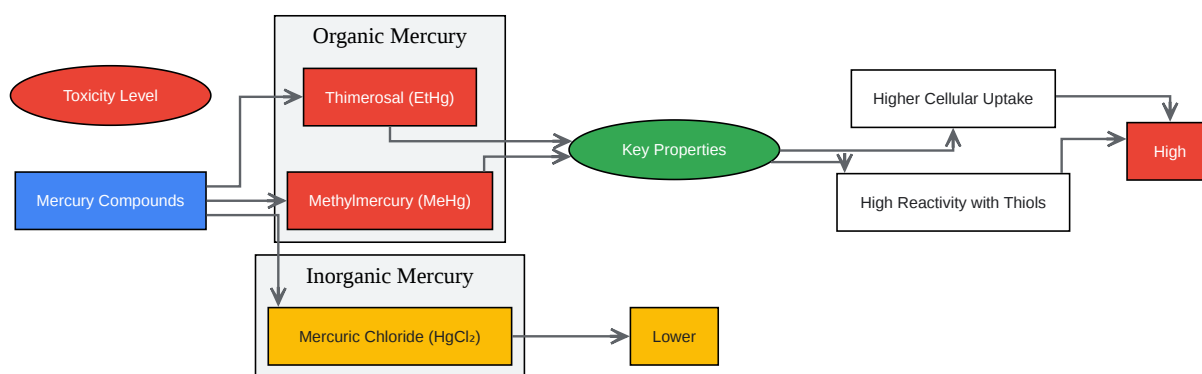 Organic Mercury
Toxicity Level
Thimerosal (EtHg)
Higher Cellular Uptake
Key Properties
High
Mercury Compounds
Methylmercury (MeHg)
High Reactivity with Thiols
Inorganic Mercury
Mercuric Chloride (HgCl₂)
Lower